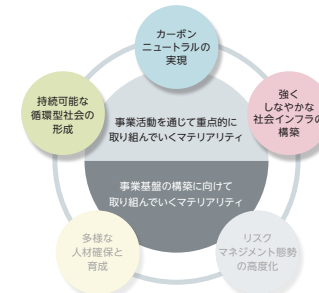 カーボン
ニュートラルの
実現
持続可能な
循環型社会の
形成
強く
しなやかな
社会インフラの
構築
事業活動を通じて重点的に
取り組んでいくマテリアリティ
事業基盤の構築に向けて
取り組んでいくマテリアリティ
多様な
人材確保と
育成
リスク
マネジメント態勢
の高度化